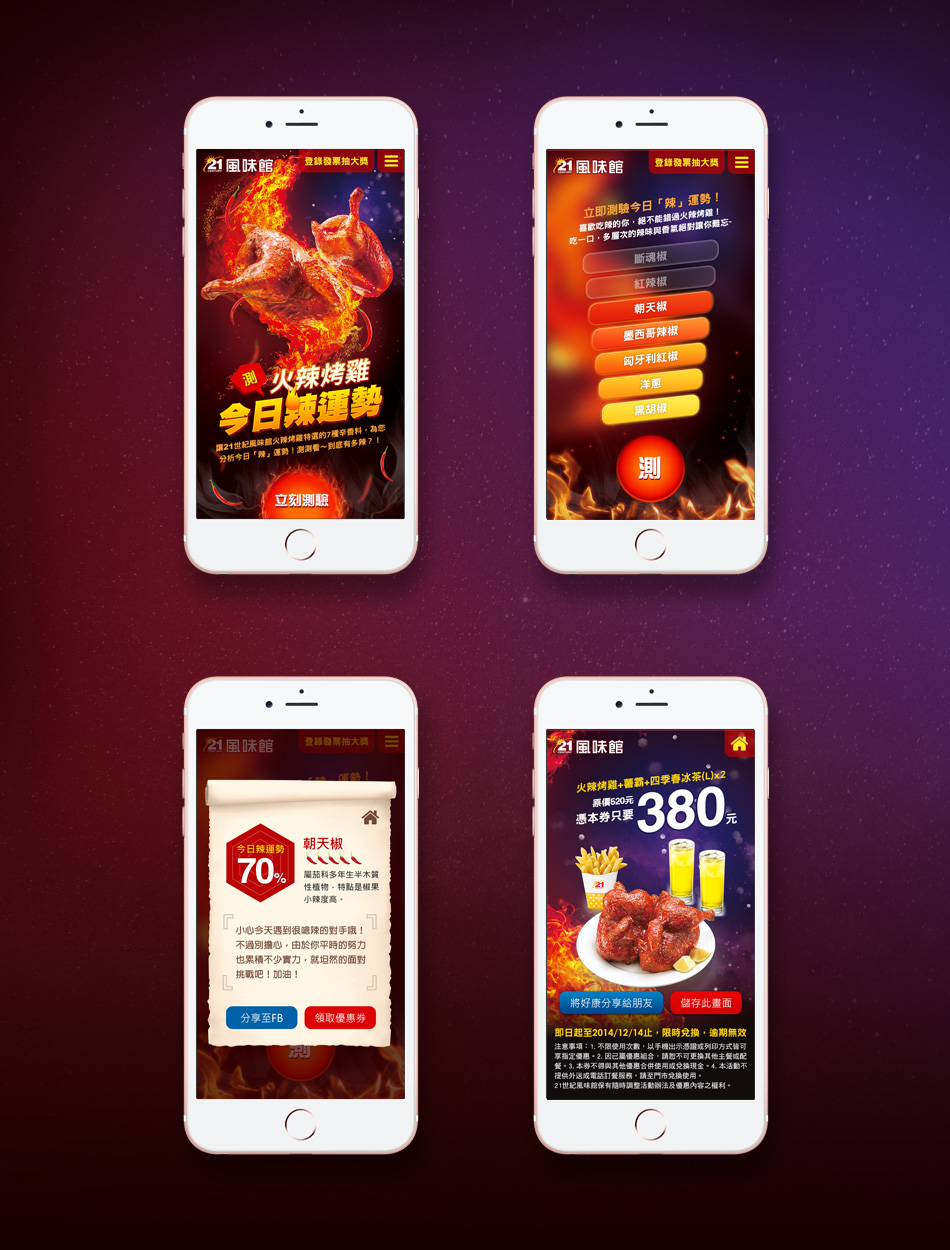 21風味館
登錄發票抽大獎
測
火辣烤雞
今日辣運勢
讓21世紀風味館火辣烤雞特選的7種辛香料，為您
分析今日「辣」運勢！測測看～到底有多辣？！
立刻測驗
21風味館
登錄發票抽大獎
立即測驗今日「辣」運勢！
喜歡吃辣的你，絕不能錯過火辣烤雞！
吃一口，多層次的辣味與香氣絕對讓你難忘~
斷魂椒
紅辣椒
朝天椒
墨西哥辣椒
匈牙利紅椒
洋蔥
黑胡椒
測
21風味館
登錄發票抽大獎
今日辣運勢
70%
朝天椒
屬茄科多年生半木質
性植物，特點是椒果
小辣度高。
小心今天遇到很嗆辣的對手哦！
不過別擔心，由於你平時的努力
也累積不少實力，就坦然的面對
挑戰吧！加油！
分享至FB
領取優惠券
測
21風味館
火辣烤雞+薯霸+四季春冰茶(L)x2
原價520元
憑本券只要380元
21
將好康分享給朋友
儲存此畫面
即日起至2014/12/14止，限時兌換，逾期無效
注意事項：1. 不限使用次數，以手機出示憑證或列印方式皆可
享指定優惠。2. 因已屬優惠組合，請恕不可更換其他主餐或配
餐。3. 本券不得與其他優惠合併使用或兌換現金。4. 本活動不
提供外送或電話訂餐服務，請至門市兌換使用。
21世紀風味館保有隨時調整活動辦法及優惠內容之權利。